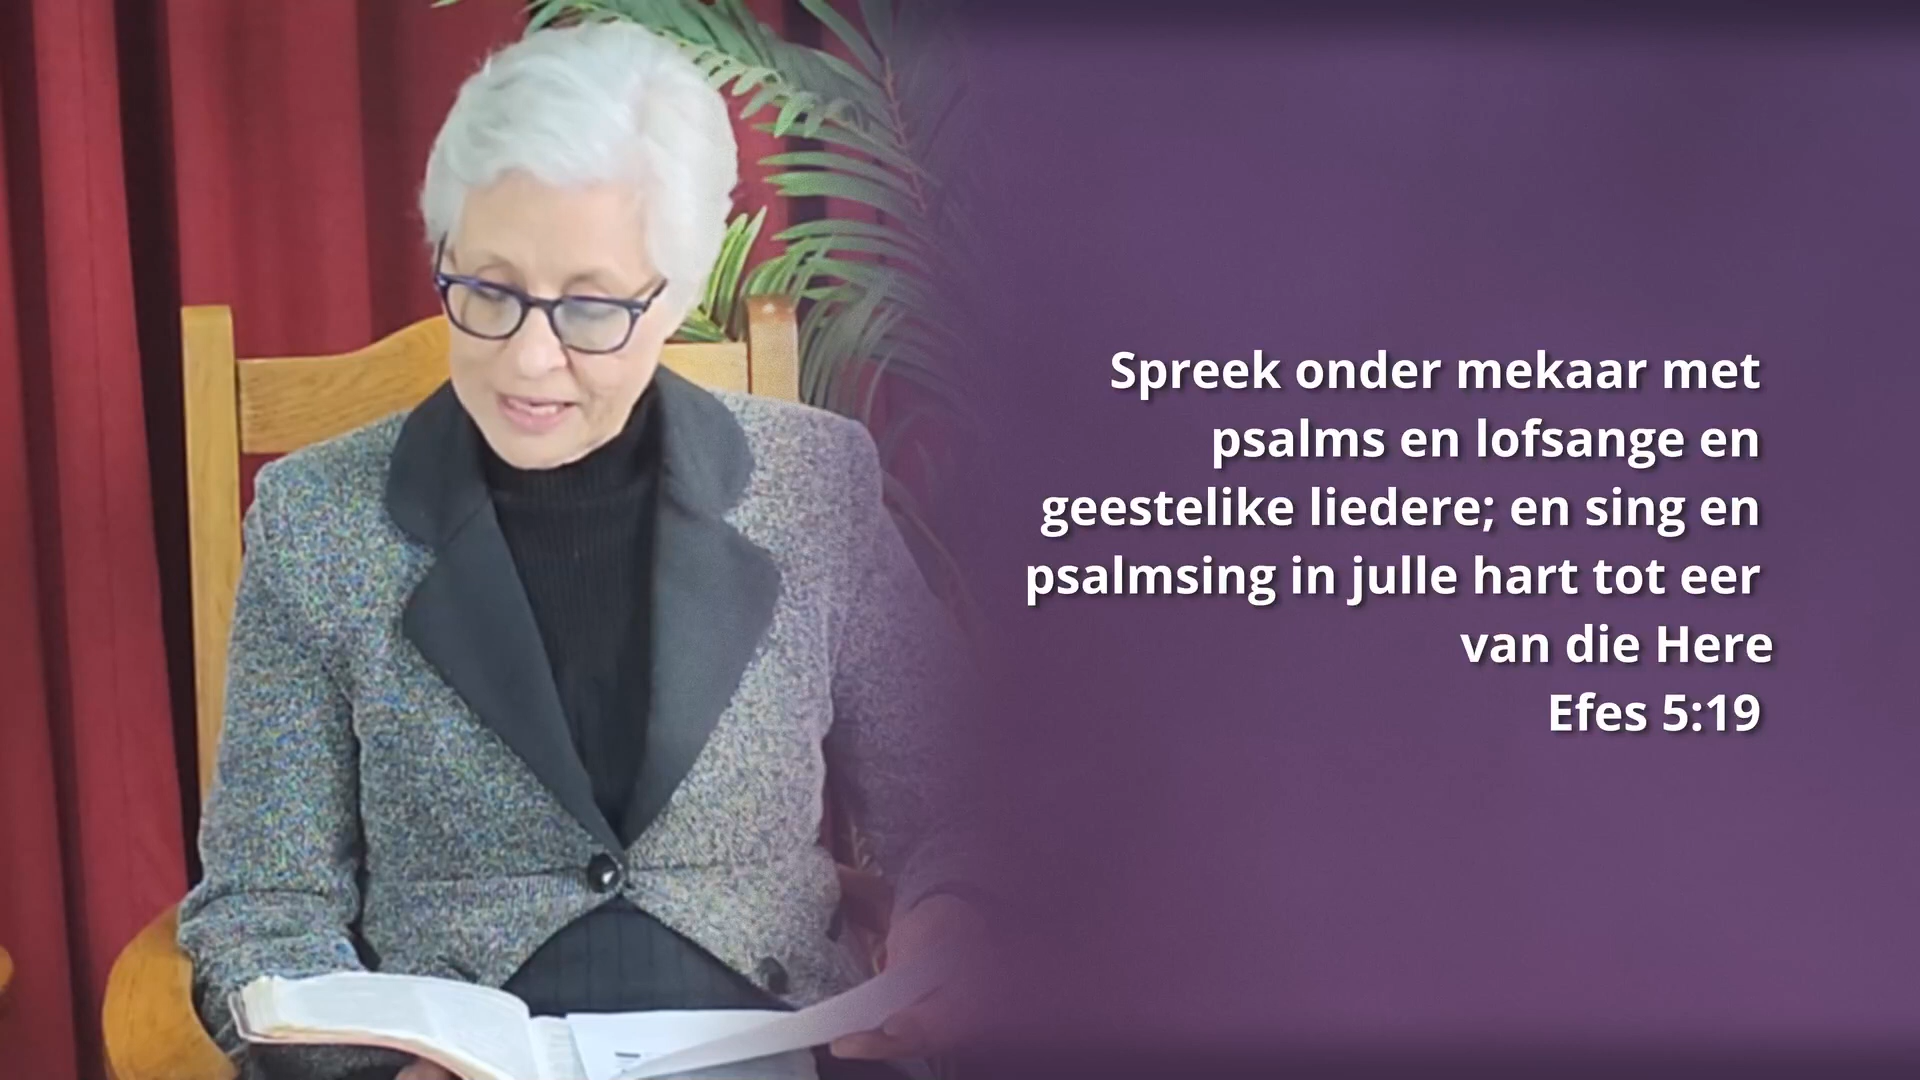 Spreek onder mekaar met
psalms en lofsange en
geestelike liedere; en sing en
psalmsing in julle hart tot eer
van die Here
Efes 5:19